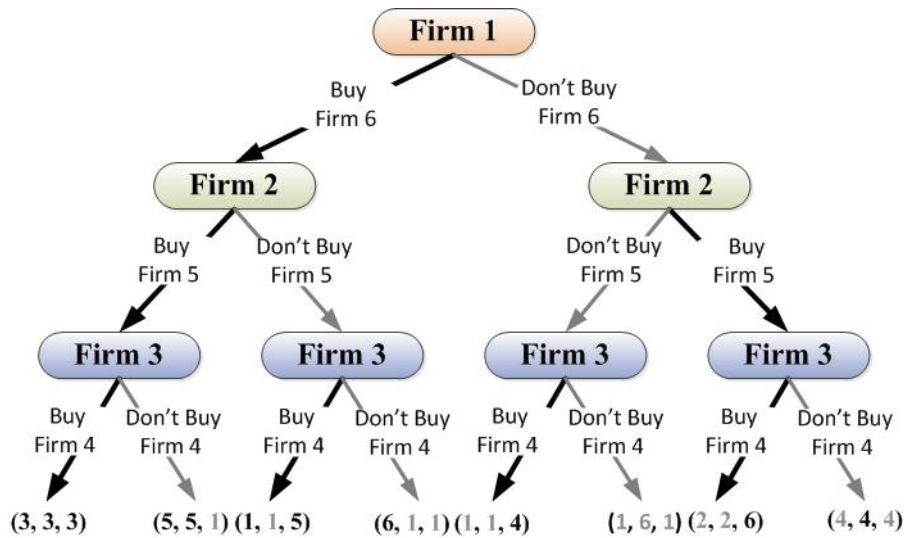 Firm 1
Buy
Firm 6
Don't Buy
Firm 6
Firm 2
Firm 2
Buy
Firm 5
Don't Buy
Firm 5
Don't Buy
Firm 5
Buy
Firm 5
Firm 3
Firm 3
Firm 3
Firm 3
Buy
Firm 4
Don't Buy
Firm 4
Buy
Firm 4
Don't Buy
Firm 4
Buy
Firm 4
Don't Buy
Firm 4
Buy
Firm 4
Don't Buy
Firm 4
(3, 3, 3)
(5, 5, 1)
(1, 1, 5)
(6, 1, 1)
(1, 1, 4)
(1, 6, 1)
(2, 2, 6)
(4, 4, 4)